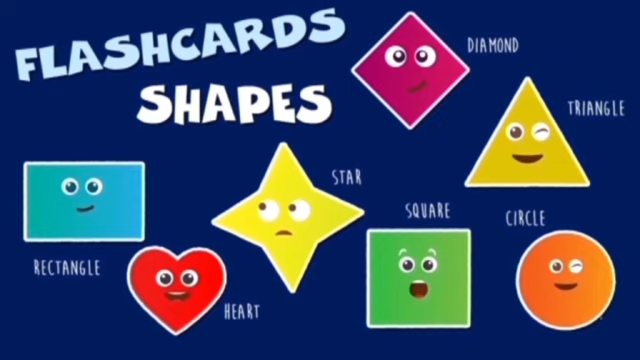 FLASHCARDS
SHAPES
DIAMOND
TRIANGLE
STAR
SQUARE
CIRCLE
RECTANGLE
HEART